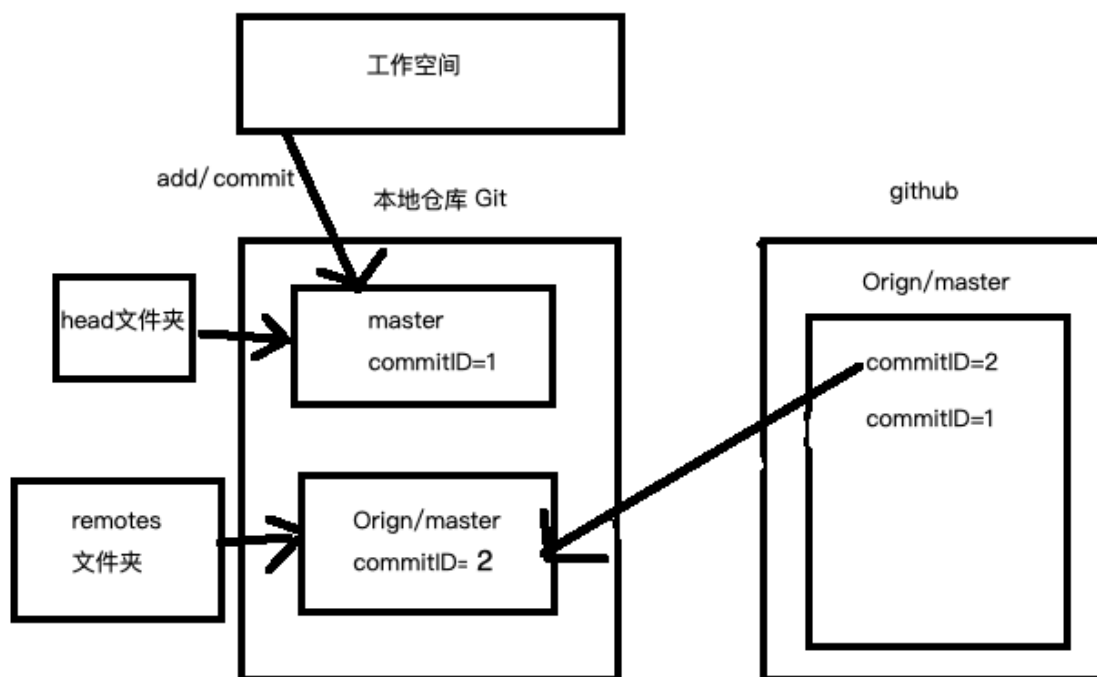 工作空间
add/ commit
本地仓库 Git
github
head文件夹
master
commitID=1
Orign/master
commitID=2
commitID=1
remotes
文件夹
Orign/master
commitID= 2